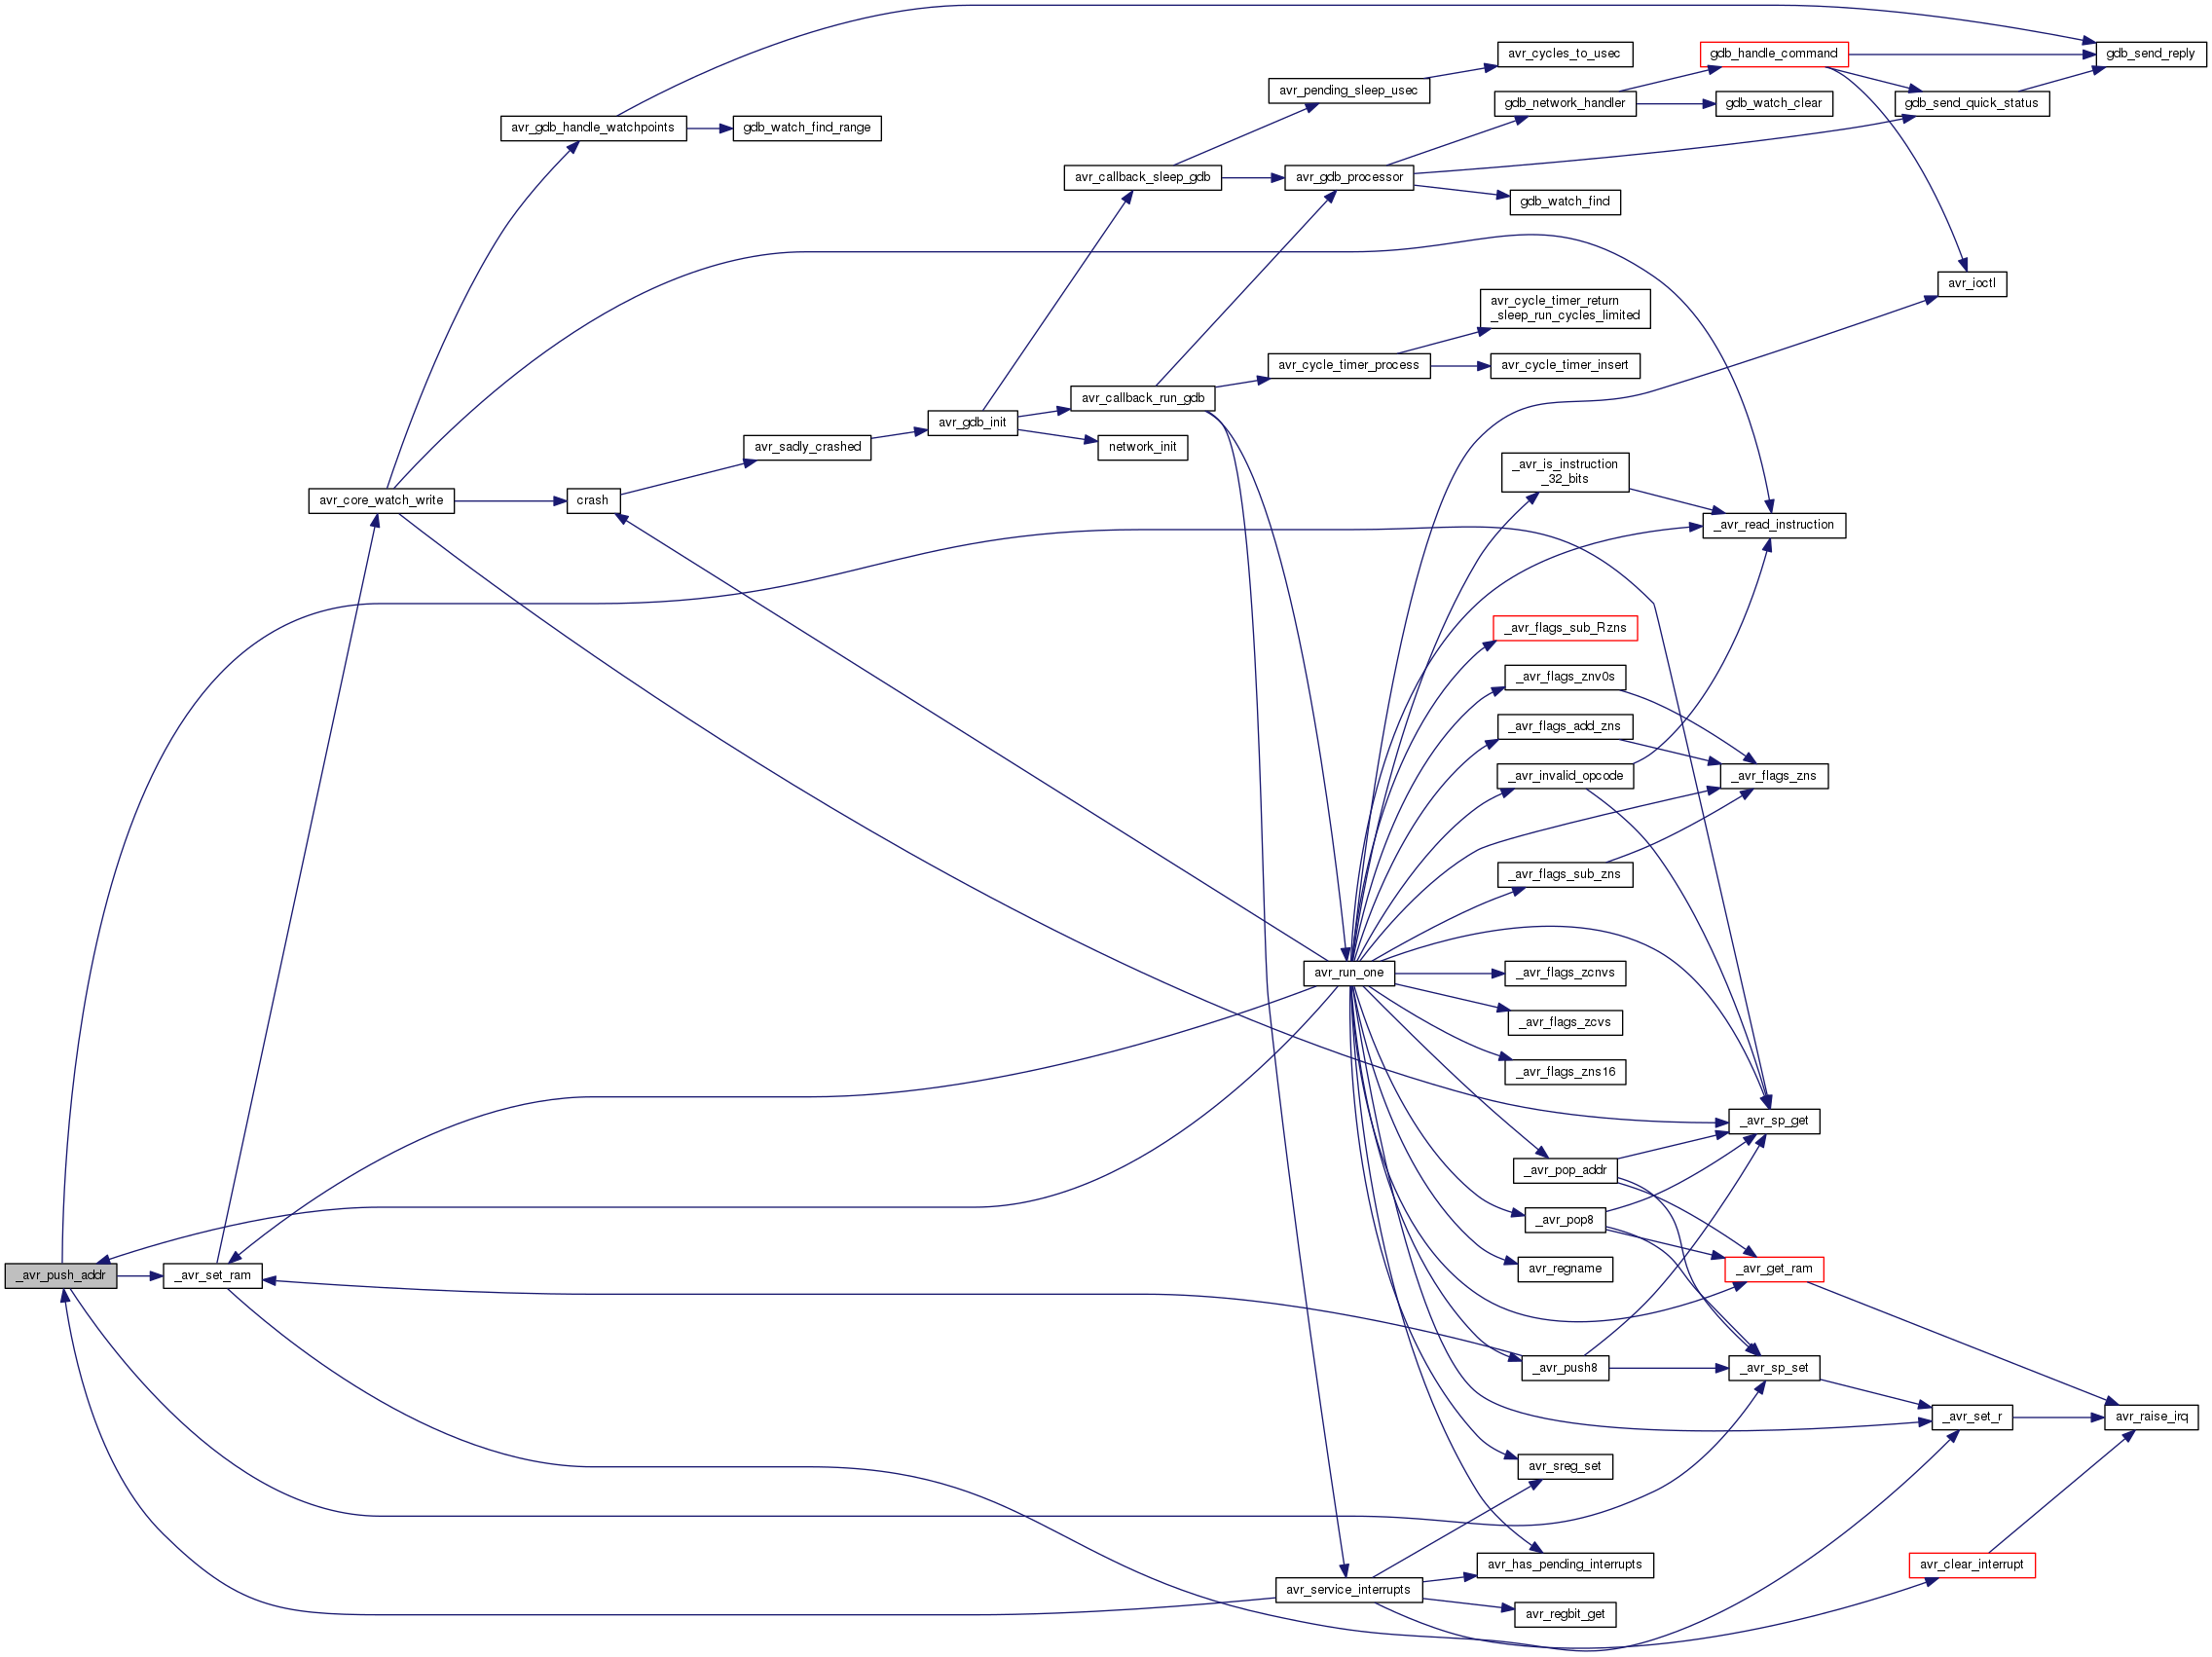 avr_cycles_to_usec
gdb_handle_command
gdb_send_reply
avr_pending_sleep_usec
gdb_network_handler
gdb_watch_clear
gdb_send_quick_status
avr_gdb_handle_watchpoints
gdb_watch_find_range
avr_callback_sleep_gdb
avr_gdb_processor
gdb_watch_find
avr_ioctl
avr_cycle_timer_return
_sleep_run_cycles_limited
avr_cycle_timer_process
avr_cycle_timer_insert
avr_callback_run_gdb
avr_gdb_init
avr_sadly_crashed
network_init
_avr_is_instruction
_32_bits
avr_core_watch_write
crash
_avr_read_instruction
_avr_flags_sub_Rzns
_avr_flags_znv0s
_avr_flags_add_zns
_avr_invalid_opcode
_avr_flags_zns
_avr_flags_sub_zns
avr_run_one
_avr_flags_zcnvs
_avr_flags_zcvs
_avr_flags_zns16
_avr_sp_get
_avr_pop_addr
_avr_pop8
avr_regname
_avr_get_ram
_avr_push_addr
_avr_set_ram
_avr_push8
_avr_sp_set
_avr_set_r
avr_raise_irq
avr_sreg_set
avr_has_pending_interrupts
avr_clear_interrupt
avr_service_interrupts
avr_regbit_get